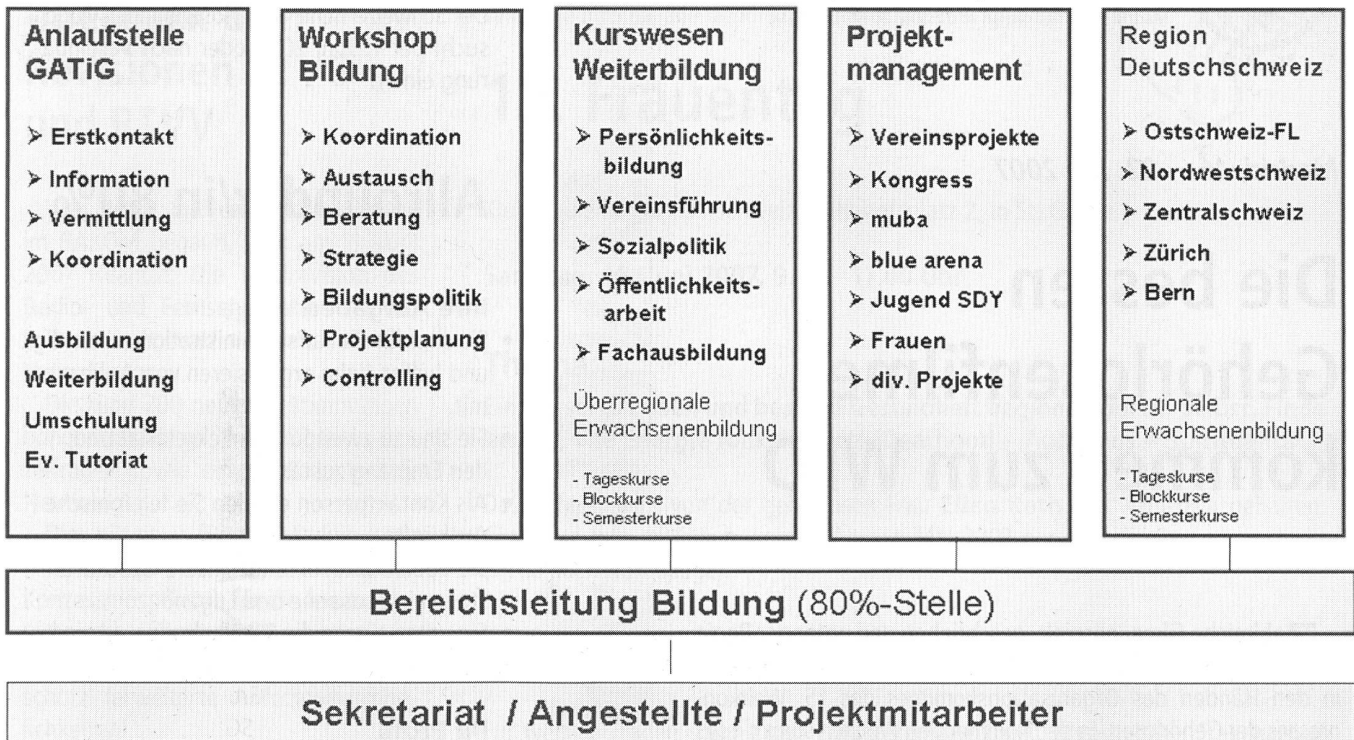 Anlaufstelle
GATiG
➢ Erstkontakt
➢ Information
➢ Vermittlung
➢ Koordination
Ausbildung
Weiterbildung
Umschulung
Ev. Tutoriat
Workshop
Bildung
➢ Koordination
➢ Austausch
➢ Beratung
➢ Strategie
➢ Bildungspolitik
➢ Projektplanung
➢ Controlling
Kurswesen
Weiterbildung
➢ Persönlichkeits-
bildung
➢ Vereinsführung
➢ Sozialpolitik
➢ Öffentlichkeits-
arbeit
➢ Fachausbildung
Überregionale
Erwachsenenbildung
- Tageskurse
- Blockkurse
- Semesterkurse
Projekt-
management
➢ Vereinsprojekte
➢ Kongress
➢ muba
➢ blue arena
➢ Jugend SDY
➢ Frauen
➢ div. Projekte
Region
Deutschschweiz
➢ Ostschweiz-FL
➢ Nordwestschweiz
➢ Zentralschweiz
➢ Zürich
➢ Bern
Regionale
Erwachsenenbildung
- Tageskurse
- Blockkurse
- Semesterkurse
Bereichsleitung Bildung (80%-Stelle)
Sekretariat / Angestellte / Projektmitarbeiter